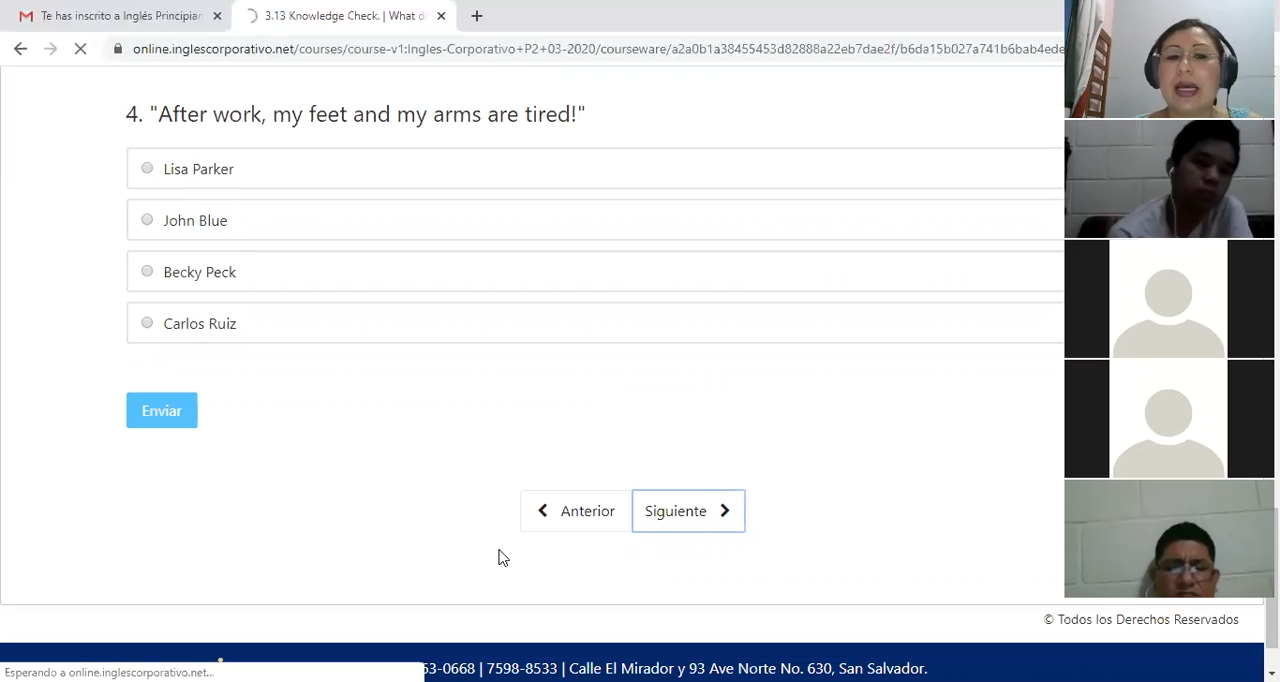 Te has inscrito a Inglés Principian
3.13 Knowledge Check. | What d
online.inglescorporativo.net/courses/course-v1:Ingles-Corporativo+P2+03-2020/courseware/a2a0b1a38455453d82888a22eb7dae2f/b6da15b027a741b6bab4ede
4. "After work, my feet and my arms are tired!"
Lisa Parker
John Blue
Becky Peck
Carlos Ruiz
Enviar
Anterior
Siguiente
© Todos los Derechos Reservados
53-0668 | 7598-8533 | Calle El Mirador y 93 Ave Norte No. 630, San Salvador.
Esperando a online.inglescorporativo.net...